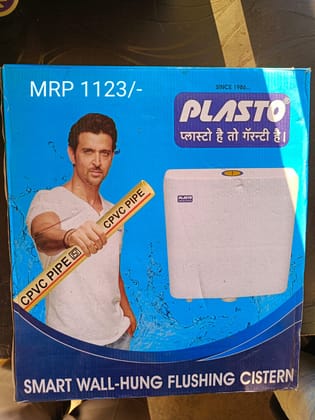 MRP 1123/-
SINCE 1986...
PLASTO®
प्लास्टो है तो गॅरन्टी है।
PLASTO
CPVC PIPE
CPVC PIPE
SMART WALL-HUNG FLUSHING CISTERN